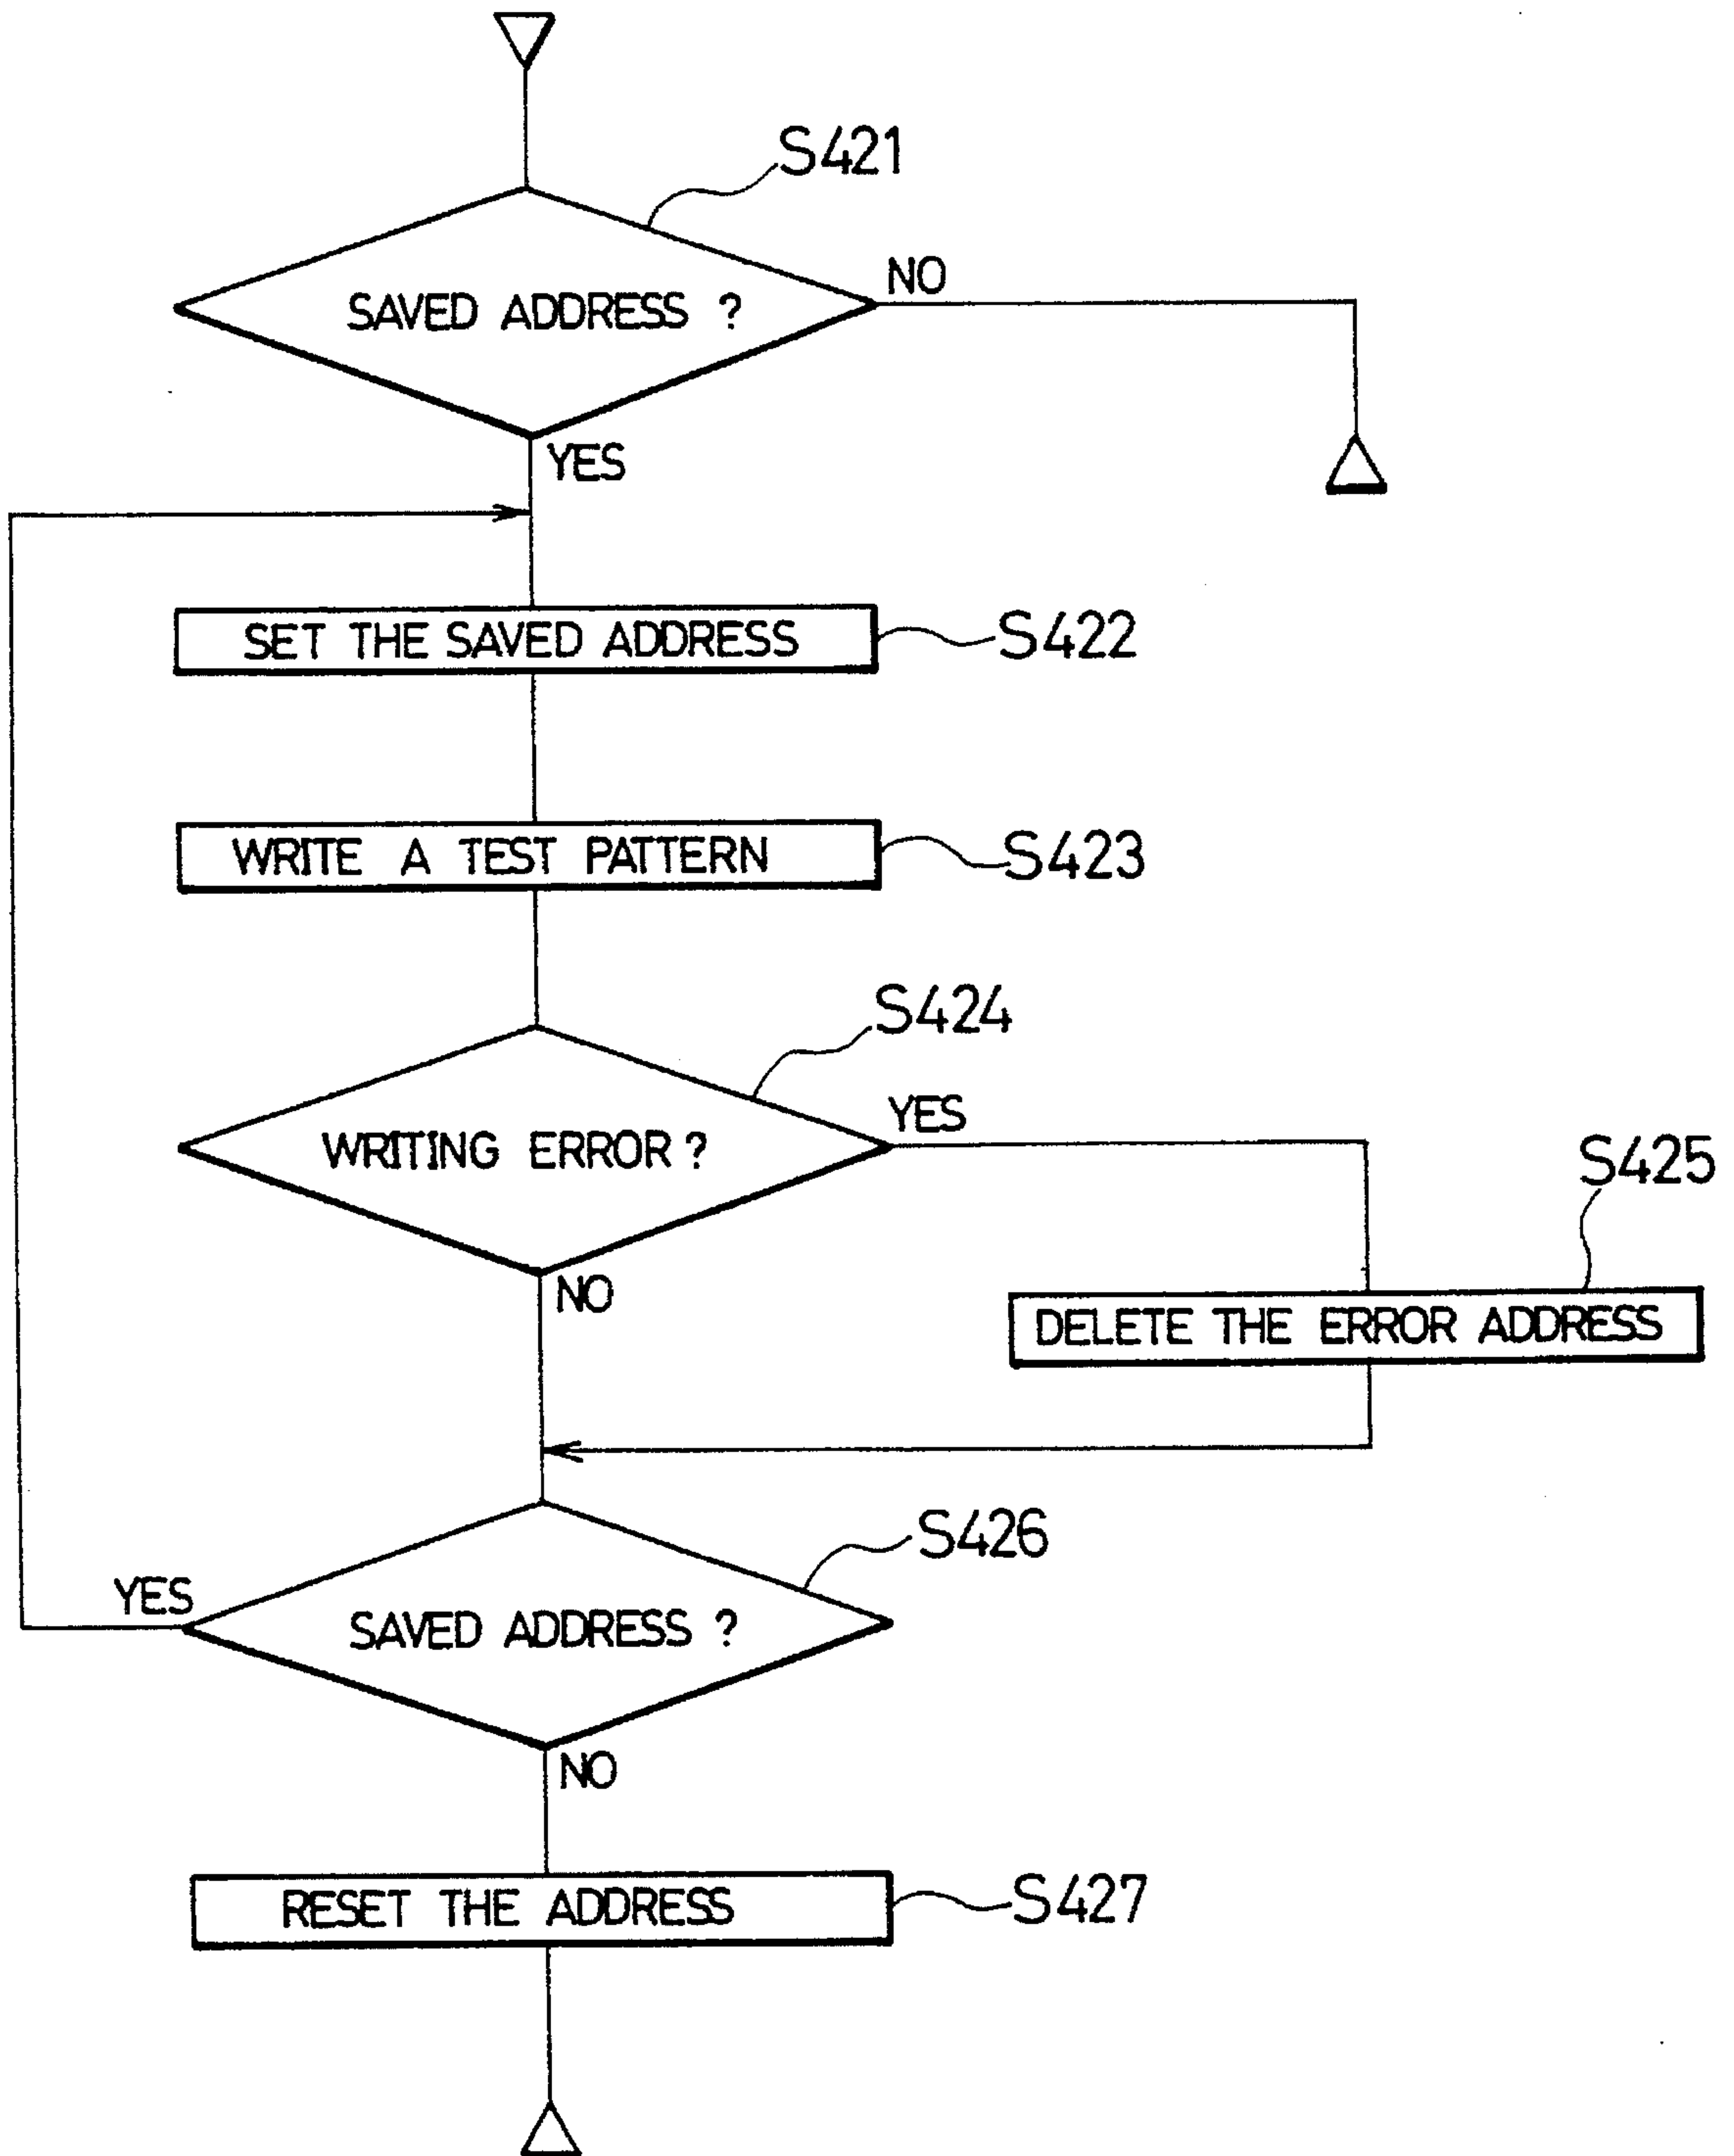 S421
SAVED ADDRESS ?
NO
YES
SET THE SAVED ADDRESS
S422
WRITE A TEST PATTERN
S423
S424
WRITING ERROR ?
YES
NO
S425
DELETE THE ERROR ADDRESS
S426
YES
SAVED ADDRESS ?
NO
RESET THE ADDRESS
S427